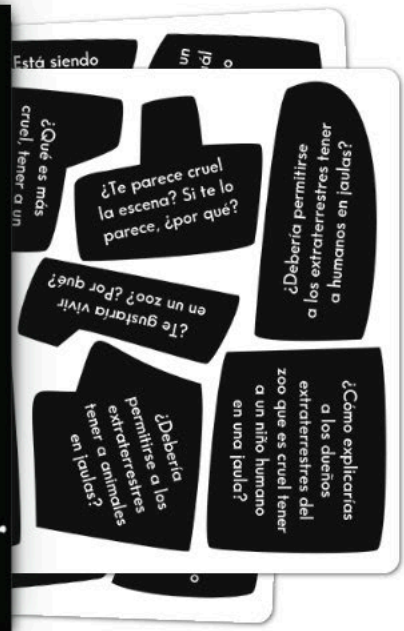 Está siendo
un
o
¿Qué es más
cruel, tener a un
¿Te parece cruel
la escena? Si te lo
parece, ¿por qué?
¿Debería permitirse
a los extraterrestres tener
a humanos en jaulas?
¿Te gustaría vivir
en un zoo? ¿Por qué?
¿Debería
permitirse a los
extraterrestres
tener a animales
en jaulas?
¿Cómo explicarías
a los dueños
extraterrestres del
zoo que es cruel tener
a un niño humano
en una jaula?
o